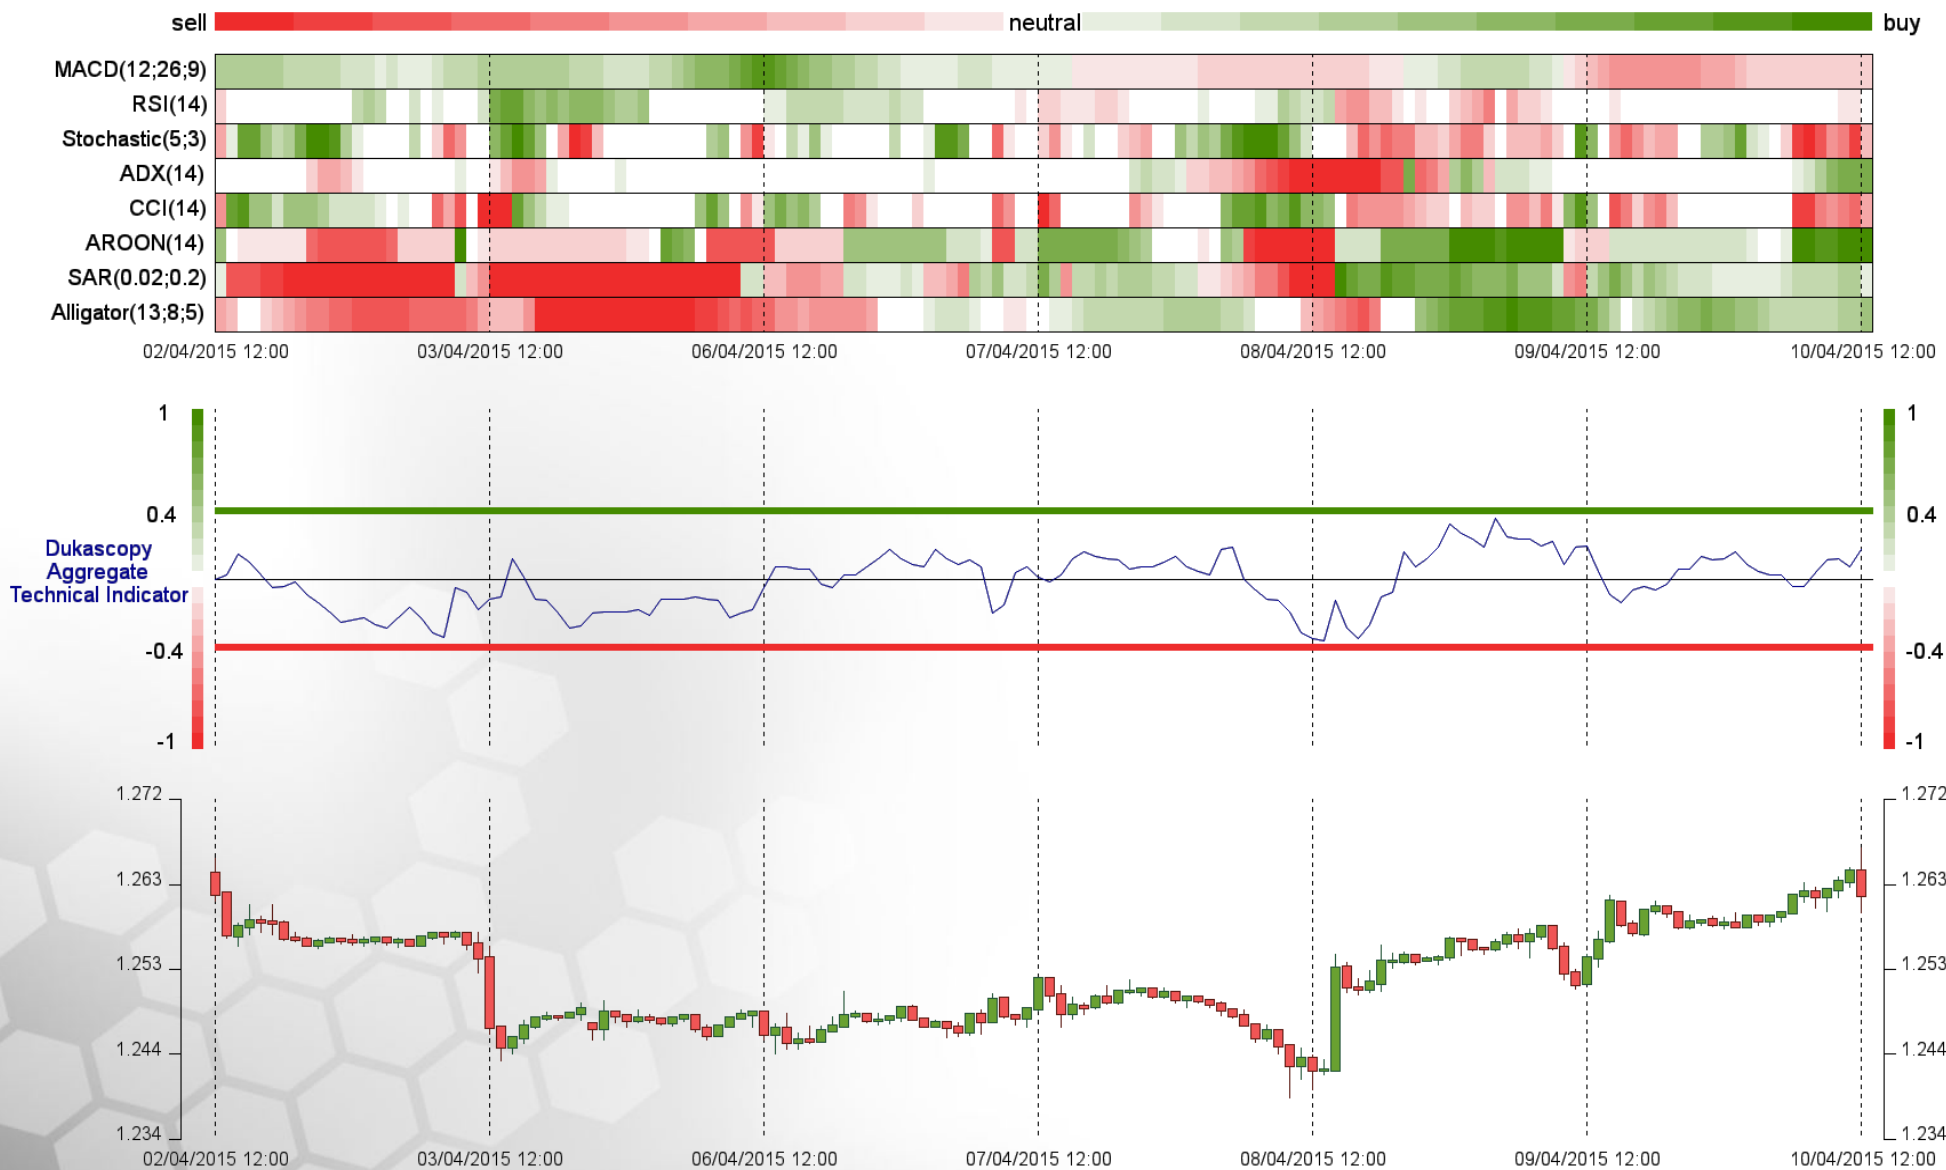 sell neutral buy
MACD(12;26;9)
RSI(14)
Stochastic(5;3)
ADX(14)
CCI(14)
AROON(14)
SAR(0.02;0.2)
Alligator(13;8;5)
02/04/2015 12:00 03/04/2015 12:00 06/04/2015 12:00 07/04/2015 12:00 08/04/2015 12:00 09/04/2015 12:00 10/04/2015 12:00
1 1
0.4 0.4
Dukascopy
Aggregate
Technical Indicator
-0.4 -0.4
-1 -1
1.272 1.272
1.263 1.263
1.253 1.253
1.244 1.244
1.234 1.234
02/04/2015 12:00 03/04/2015 12:00 06/04/2015 12:00 07/04/2015 12:00 08/04/2015 12:00 09/04/2015 12:00 10/04/2015 12:00